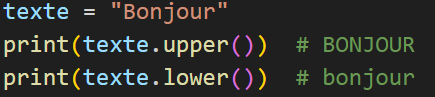 texte = "Bonjour"
print(texte.upper())  # BONJOUR
print(texte.lower())  # bonjour